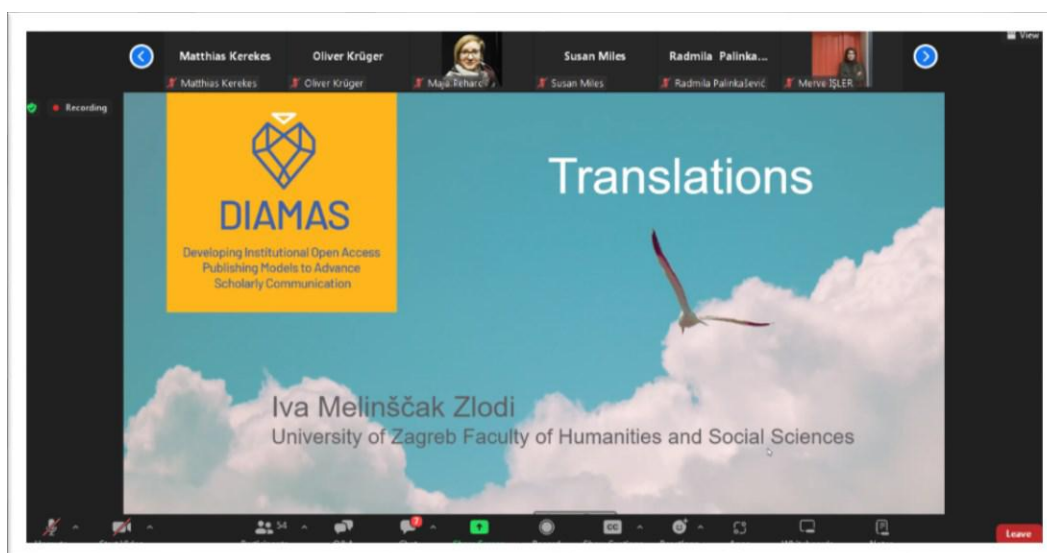 View
Matthias Kerekes
Oliver Krüger
Susan Miles
Radmila Palinka...
Matthias Kerekes
Oliver Krüger
Susan Miles
Radmila Palinkašević
Merve IŞLER
Recording
Translations
DIAMAS
Developing Institutional Open Access
Publishing Models to Advance
Scholarly Communication
Iva Melinščak Zlodi
University of Zagreb Faculty of Humanities and Social Sciences
54
7
CC
Leave